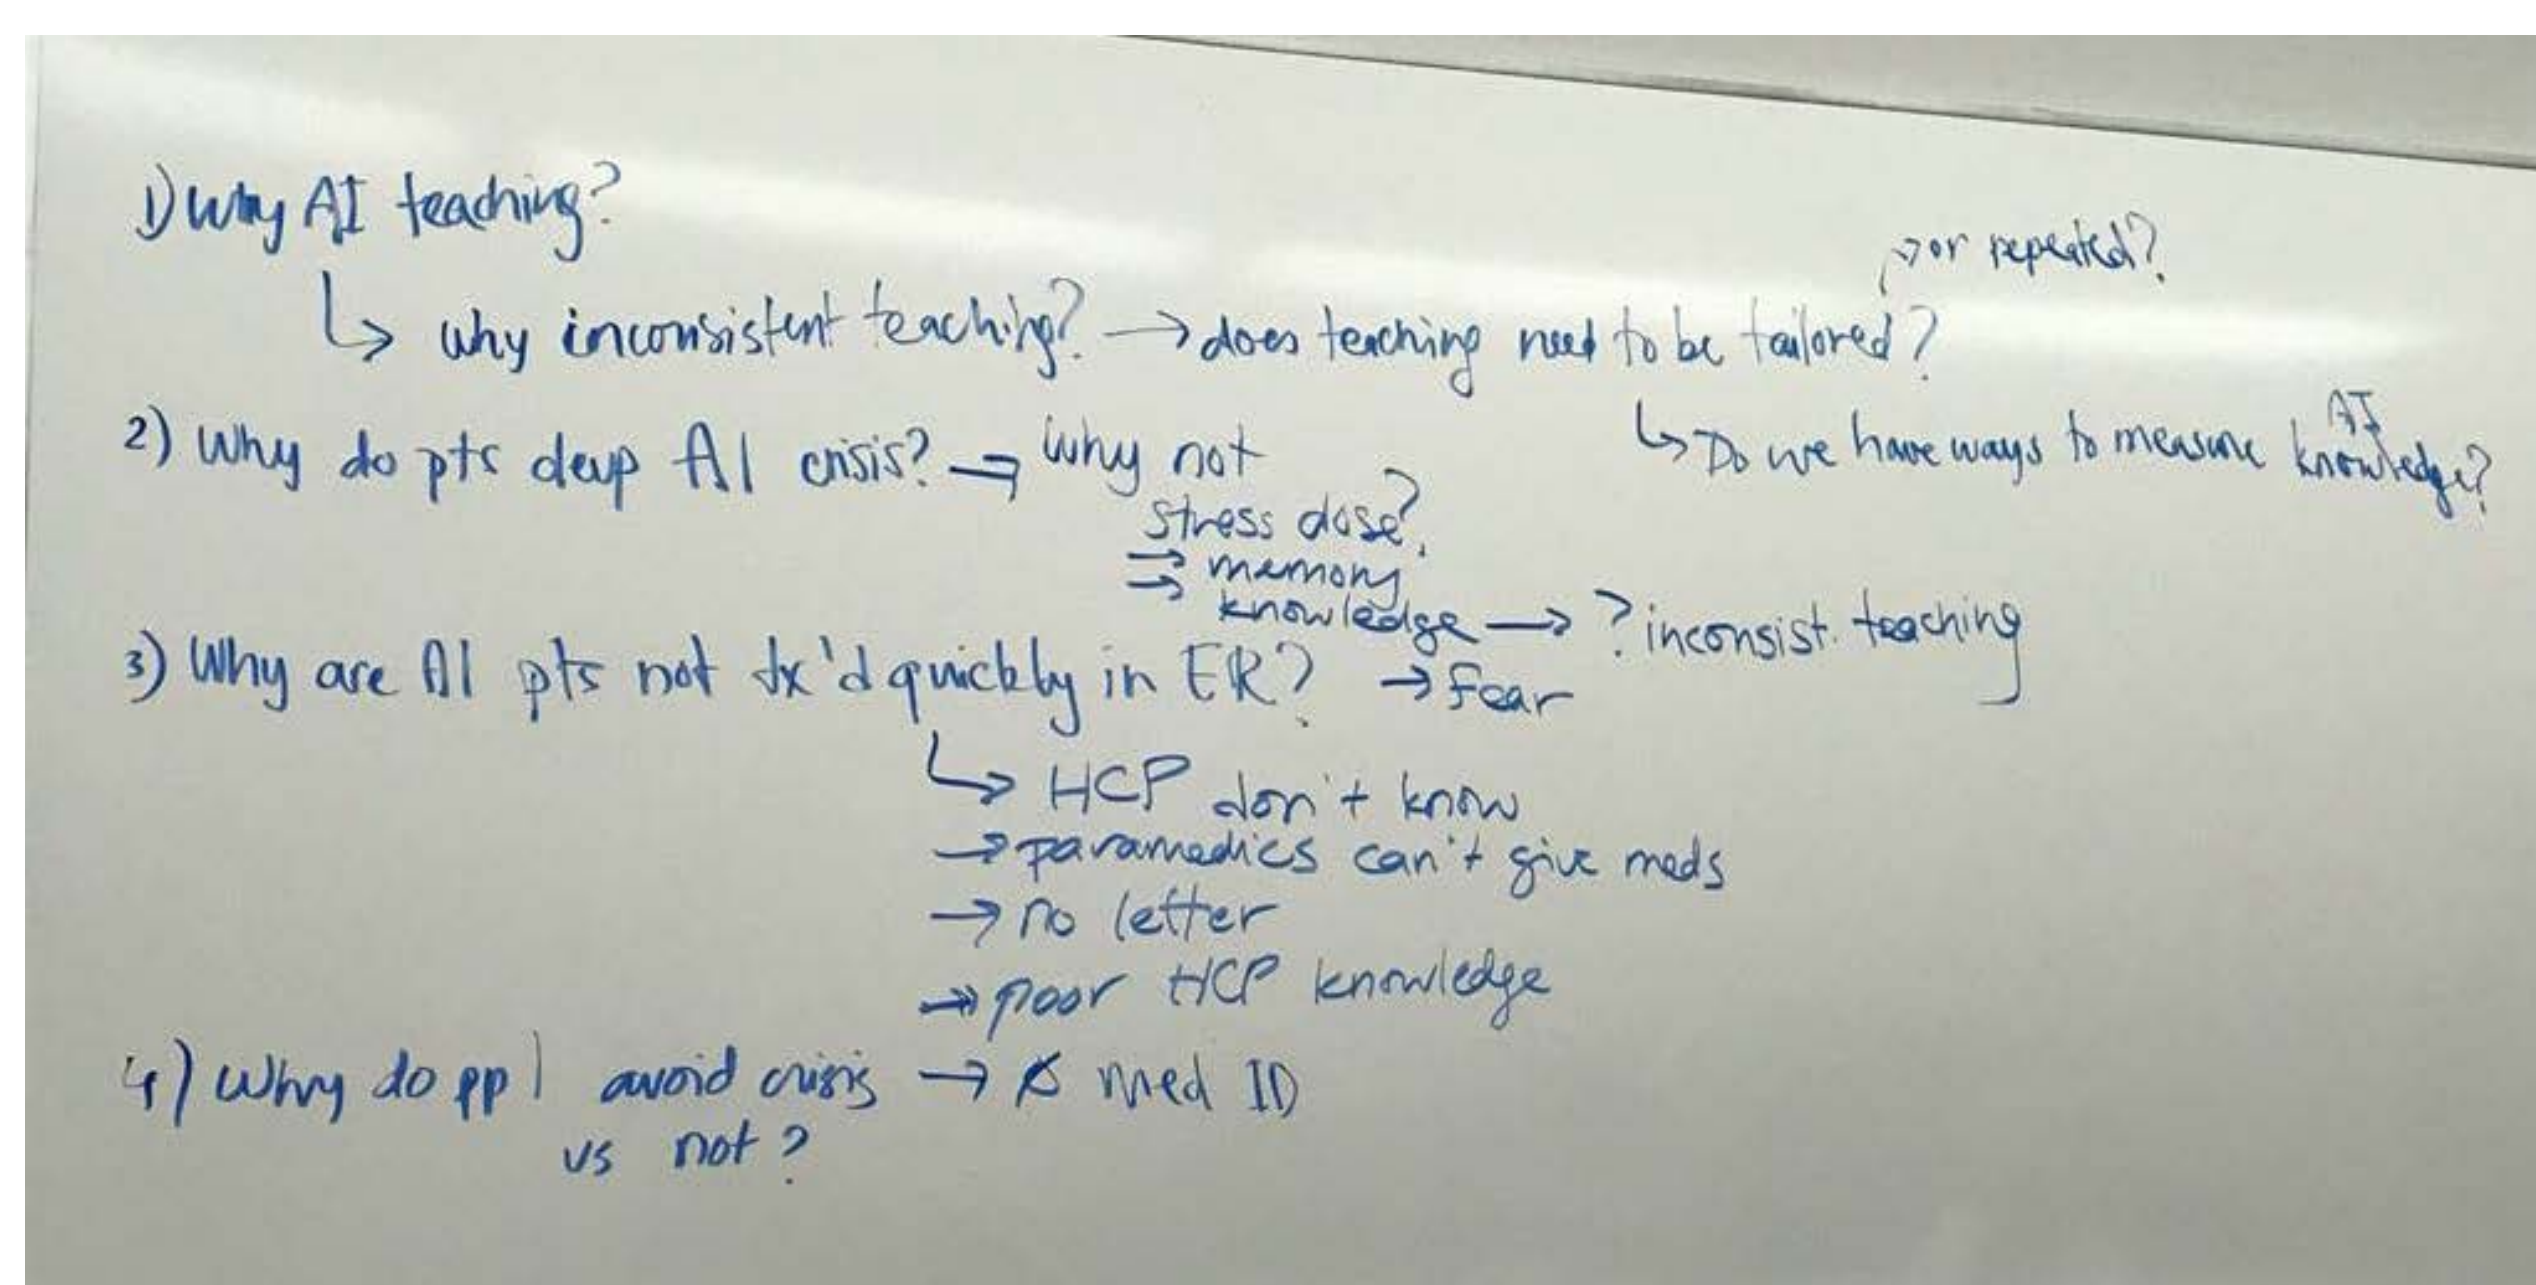 → or repeated?
1) Why AI teaching?
↳ why inconsistent teaching? → does teaching need to be tailored?
↳ Do we have ways to measure AI knowledge?
2) Why do pts devp AI crisis? → why not
stress dose?
→ memory
→ knowledge → ? inconsist. teaching
→ Fear
3) Why are AI pts not tx'd quickly in ER?
↳ HCP don't know
→ paramedics can't give meds
→ no letter
→ poor HCP knowledge
4) Why do ppl avoid crisis → Ø med ID
vs not?